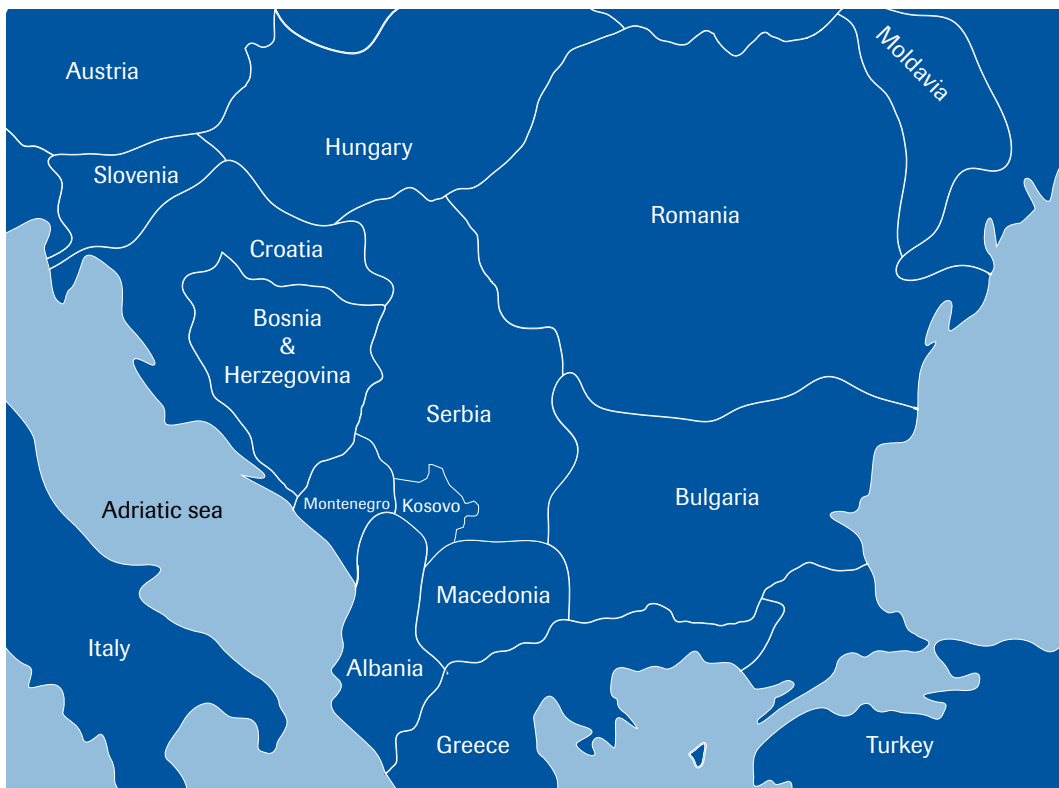 Austria
Moldavia
Hungary
Slovenia
Romania
Croatia
Bosnia
&
Herzegovina
Serbia
Bulgaria
Montenegro
Kosovo
Adriatic sea
Macedonia
Italy
Albania
Greece
Turkey